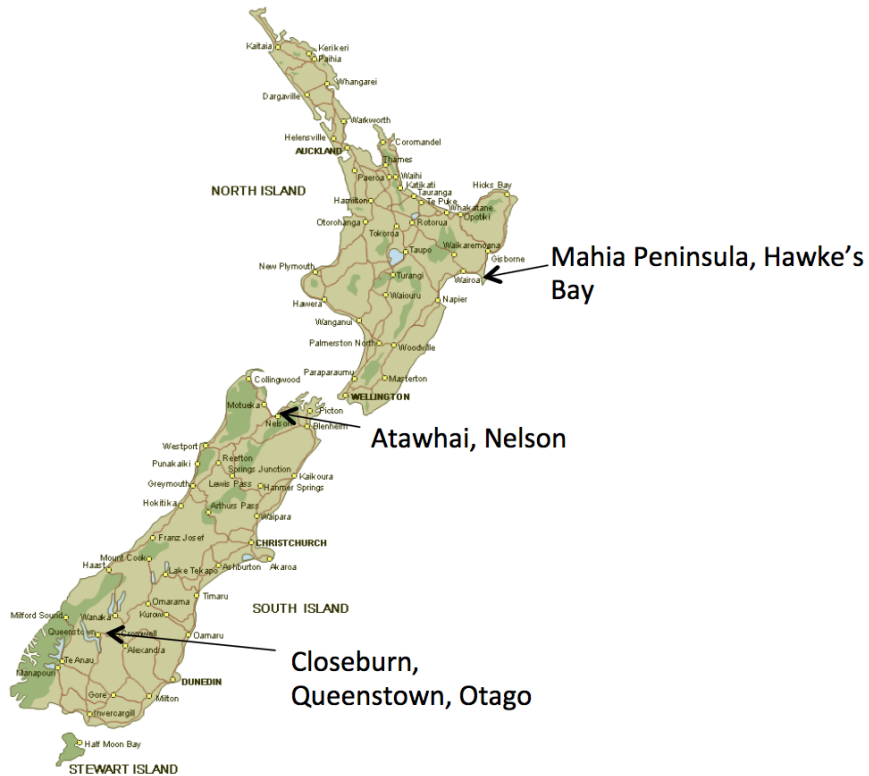 Kaitaia
Kerikeri
Paihia
Whangarei
Dargaville
Warkworth
Helensville
Coromandel
AUCKLAND
Thames
Paeroa
Waihi
Katikati
Tauranga
Hicks Bay
NORTH ISLAND
Hamilton
Te Puke
Whakatane
Opotiki
Otorohanga
Rotorua
Tokoroa
Taupo
Waikaremoana
Gisborne
Mahia Peninsula, Hawke’s
Bay
New Plymouth
Turangi
Wairoa
Waiouru
Napier
Hawera
Wanganui
Palmerston North
Woodville
Paraparaumu
Masterton
Collingwood
WELLINGTON
Motueka
Picton
Nelson
Blenheim
Atawhai, Nelson
Westport
Punakaiki
Reefton
Springs Junction
Kaikoura
Greymouth
Lewis Pass
Hanmer Springs
Hokitika
Arthurs Pass
Waipara
Franz Josef
CHRISTCHURCH
Mount Cook
Haast
Lake Tekapo
Ashburton
Akaroa
Omarama
Timaru
SOUTH ISLAND
Milford Sound
Wanaka
Kurow
Queenstown
Cromwell
Oamaru
Alexandra
Te Anau
Manapouri
Closeburn,
Queenstown, Otago
DUNEDIN
Gore
Milton
Invercargill
Half Moon Bay
STEWART ISLAND